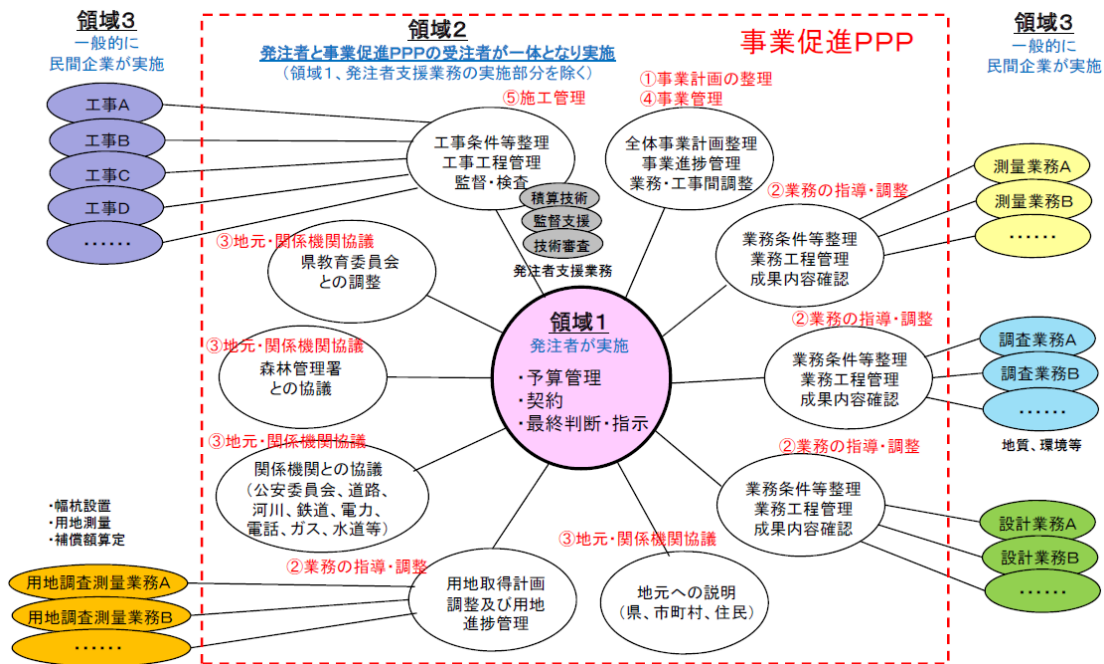 領域3
一般的に
民間企業が実施
工事A
工事B
工事C
工事D
……
領域2
発注者と事業促進PPPの受注者が一体となり実施
(領域1、発注者支援業務の実施部分を除く)
事業促進PPP
領域3
一般的に
民間企業が実施
⑤施工管理
工事条件等整理
工事工程管理
監督・検査
積算技術
監督支援
技術審査
発注者支援業務
①事業計画の整理
④事業管理
全体事業計画整理
事業進捗管理
業務・工事間調整
②業務の指導・調整
業務条件等整理
業務工程管理
成果内容確認
測量業務A
測量業務B
……
③地元・関係機関協議
県教育委員会
との調整
③地元・関係機関協議
森林管理署
との協議
領域1
発注者が実施
・予算管理
・契約
・最終判断・指示
②業務の指導・調整
業務条件等整理
業務工程管理
成果内容確認
調査業務A
調査業務B
……
地質、環境等
③地元・関係機関協議
関係機関との協議
(公安委員会、道路、
河川、鉄道、電力、
電話、ガス、水道等)
②業務の指導・調整
業務条件等整理
業務工程管理
成果内容確認
設計業務A
設計業務B
……
・幅杭設置
・用地測量
・補償額算定
用地調査測量業務A
用地調査測量業務B
……
②業務の指導・調整
用地取得計画
調整及び用地
進捗管理
③地元・関係機関協議
地元への説明
(県、市町村、住民)